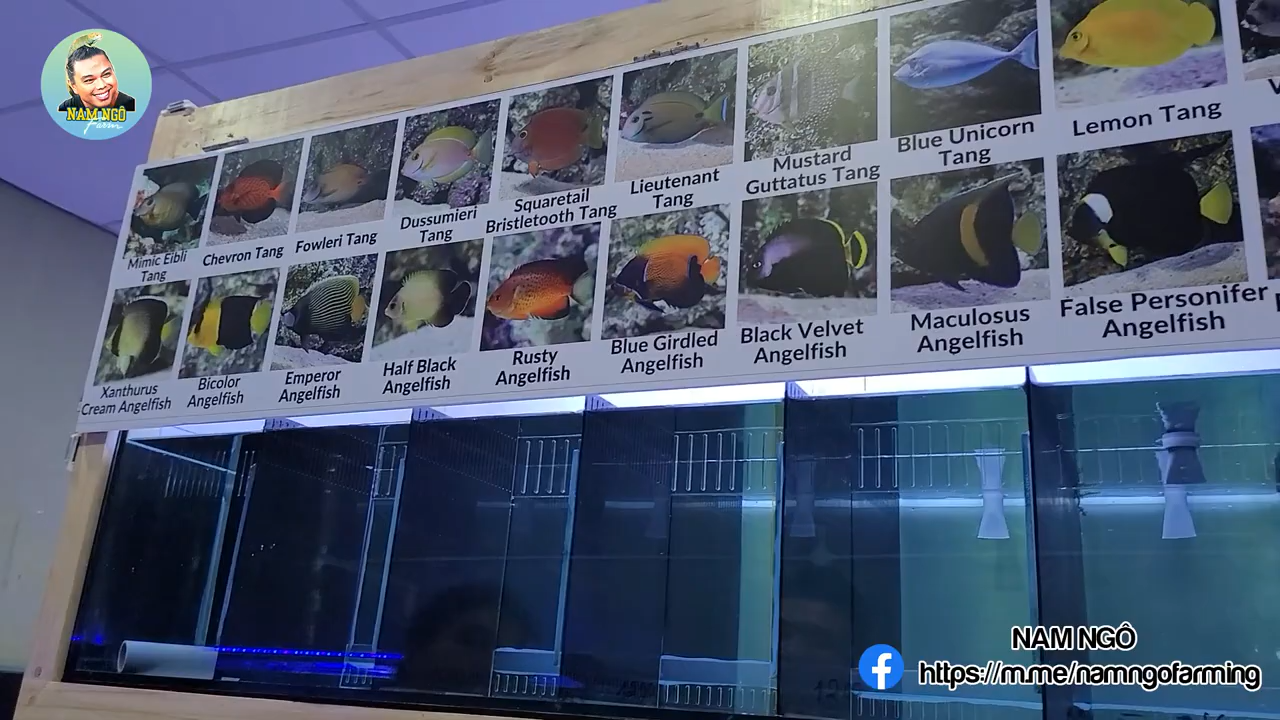 NAM NGÔ
Farm
Mimic Eibli
Tang
Chevron Tang
Fowleri Tang
Dussumieri
Tang
Squaretail
Bristletooth Tang
Lieutenant
Tang
Mustard
Guttatus Tang
Blue Unicorn
Tang
Lemon Tang
Xanthurus
Cream Angelfish
Bicolor
Angelfish
Emperor
Angelfish
Half Black
Angelfish
Rusty
Angelfish
Blue Girdled
Angelfish
Black Velvet
Angelfish
Maculosus
Angelfish
False Personifer
Angelfish
NAM NGÔ
https://m.me/namngofarming